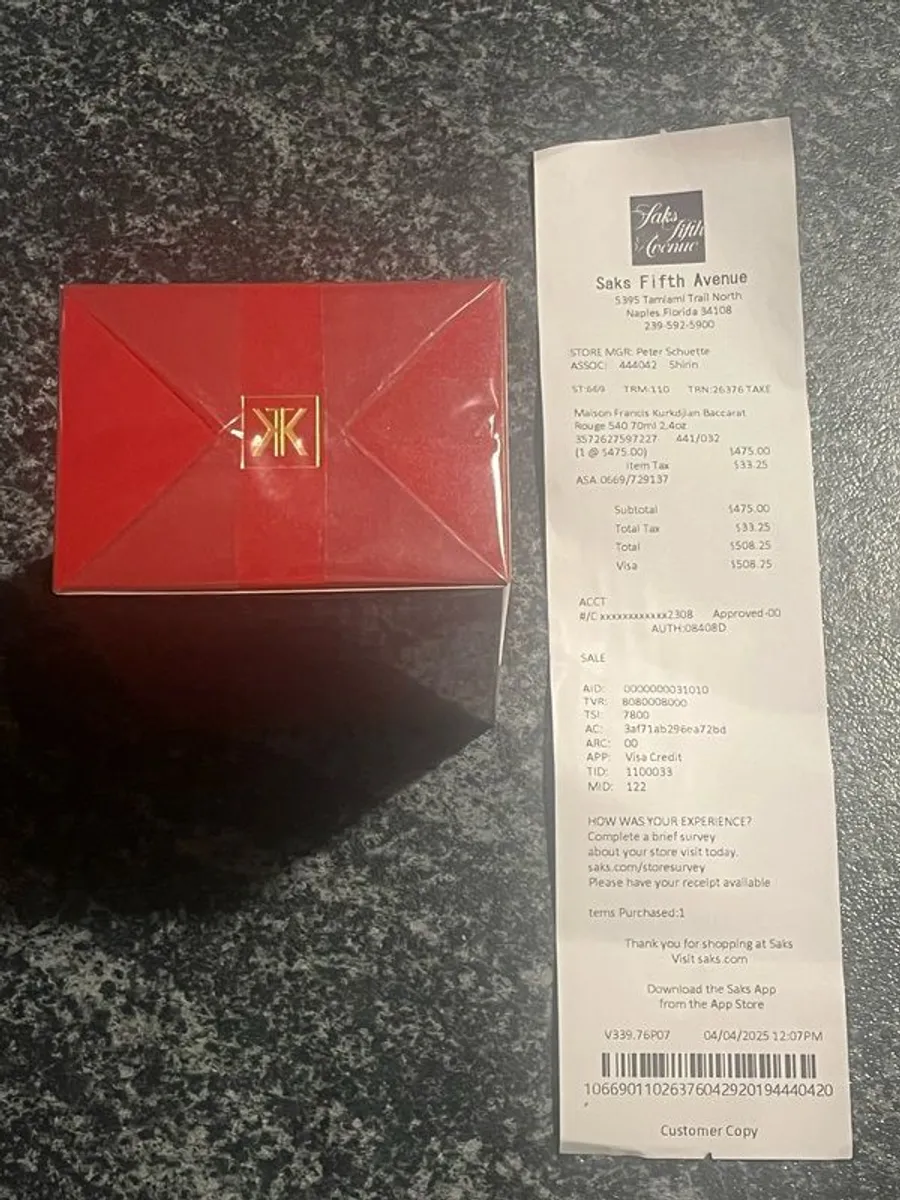 Saks
fifth
Avenue
Saks Fifth Avenue
5395 Tamiami Trail North
Naples Florida 34108
239-592-5900
STORE MGR: Peter Schuette
ASSOC: 444042 Shirin
ST:669 TRM:110 TRN:26376 TAKE
Maison Francis Kurkdjian Baccarat
Rouge 540 70ml 2.4oz
3572627597227 441/032
(1 @ $475.00) $475.00
Item Tax $33.25
ASA 0669/729137
Subtotal $475.00
Total Tax $33.25
Total $508.25
Visa $508.25
ACCT
#/C xxxxxxxxxxxx2308 Approved-00
AUTH:08408D
SALE
AID: 0000000031010
TVR: 8080008000
TSI: 7800
AC: 3af71ab296ea72bd
ARC: 00
APP: Visa Credit
TID: 1100033
MID: 122
HOW WAS YOUR EXPERIENCE?
Complete a brief survey
about your store visit today.
saks.com/storesurvey
Please have your receipt available
tems Purchased:1
Thank you for shopping at Saks
Visit saks.com
Download the Saks App
from the App Store
V339.76P07 04/04/2025 12:07PM
10669011026376042920194440420
Customer Copy